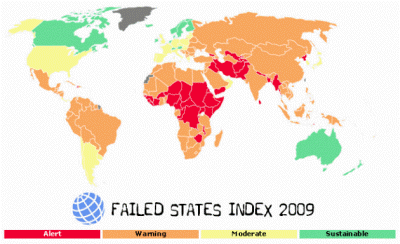 FAILED STATES INDEX 2009
Alert Warning Moderate Sustainable